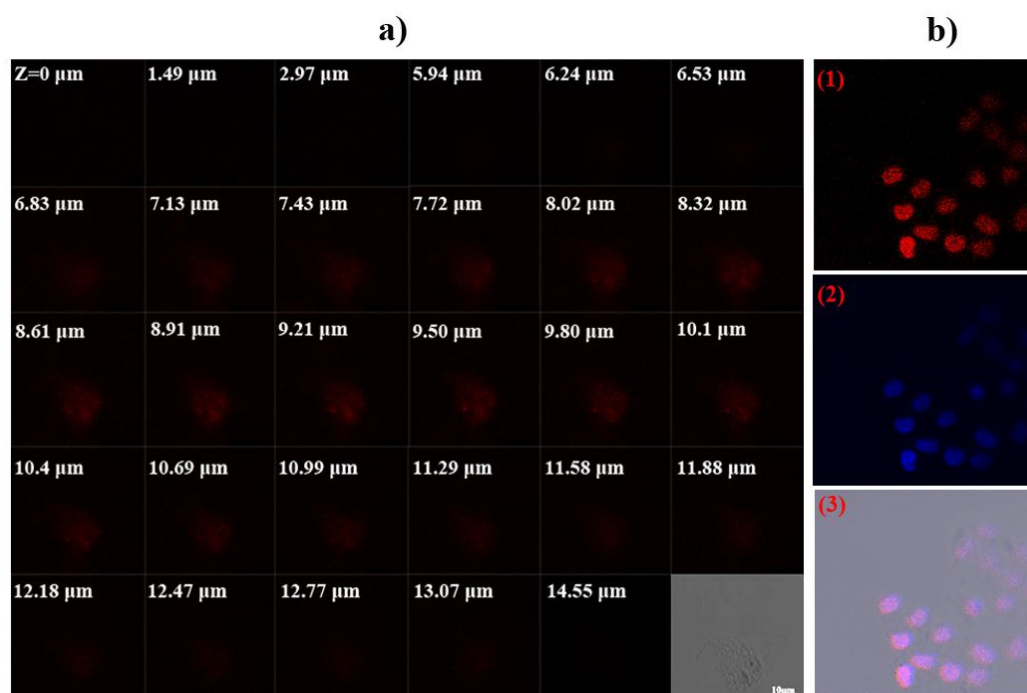 a)
b)
Z=0 μm 1.49 μm 2.97 μm 5.94 μm 6.24 μm 6.53 μm
6.83 μm 7.13 μm 7.43 μm 7.72 μm 8.02 μm 8.32 μm
8.61 μm 8.91 μm 9.21 μm 9.50 μm 9.80 μm 10.1 μm
10.4 μm 10.69 μm 10.99 μm 11.29 μm 11.58 μm 11.88 μm
12.18 μm 12.47 μm 12.77 μm 13.07 μm 14.55 μm
10μm
(1)
(2)
(3)